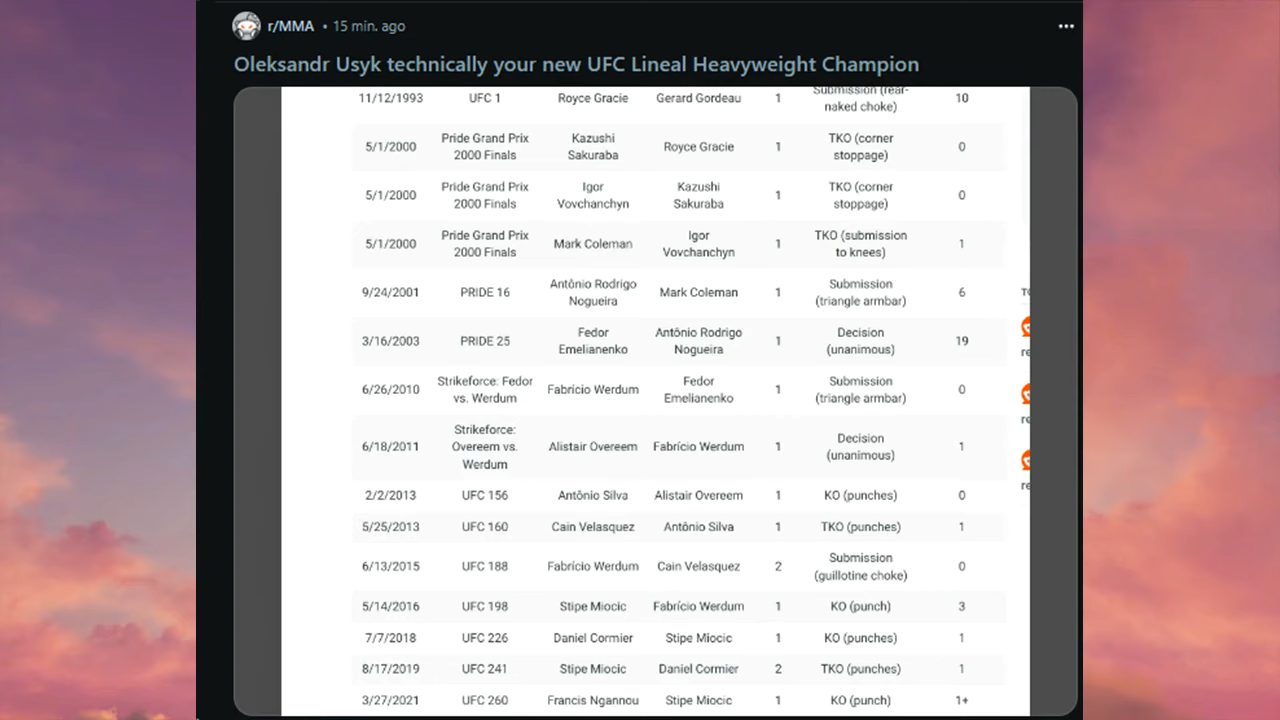 r/MMA • 15 min. ago
Oleksandr Usyk technically your new UFC Lineal Heavyweight Champion
11/12/1993 UFC 1 Royce Gracie Gerard Gordeau 1 Submission (rear-naked choke) 10
5/1/2000 Pride Grand Prix 2000 Finals Kazushi Sakuraba Royce Gracie 1 TKO (corner stoppage) 0
5/1/2000 Pride Grand Prix 2000 Finals Igor Vovchanchyn Kazushi Sakuraba 1 TKO (corner stoppage) 0
5/1/2000 Pride Grand Prix 2000 Finals Mark Coleman Igor Vovchanchyn 1 TKO (submission to knees) 1
9/24/2001 PRIDE 16 Antônio Rodrigo Nogueira Mark Coleman 1 Submission (triangle armbar) 6
3/16/2003 PRIDE 25 Fedor Emelianenko Antônio Rodrigo Nogueira 1 Decision (unanimous) 19
6/26/2010 Strikeforce: Fedor vs. Werdum Fabrício Werdum Fedor Emelianenko 1 Submission (triangle armbar) 0
6/18/2011 Strikeforce: Overeem vs. Werdum Alistair Overeem Fabrício Werdum 1 Decision (unanimous) 1
2/2/2013 UFC 156 Antônio Silva Alistair Overeem 1 KO (punches) 0
5/25/2013 UFC 160 Cain Velasquez Antônio Silva 1 TKO (punches) 1
6/13/2015 UFC 188 Fabrício Werdum Cain Velasquez 2 Submission (guillotine choke) 0
5/14/2016 UFC 198 Stipe Miocic Fabrício Werdum 1 KO (punch) 3
7/7/2018 UFC 226 Daniel Cormier Stipe Miocic 1 KO (punches) 1
8/17/2019 UFC 241 Stipe Miocic Daniel Cormier 2 TKO (punches) 1
3/27/2021 UFC 260 Francis Ngannou Stipe Miocic 1 KO (punch) 1+